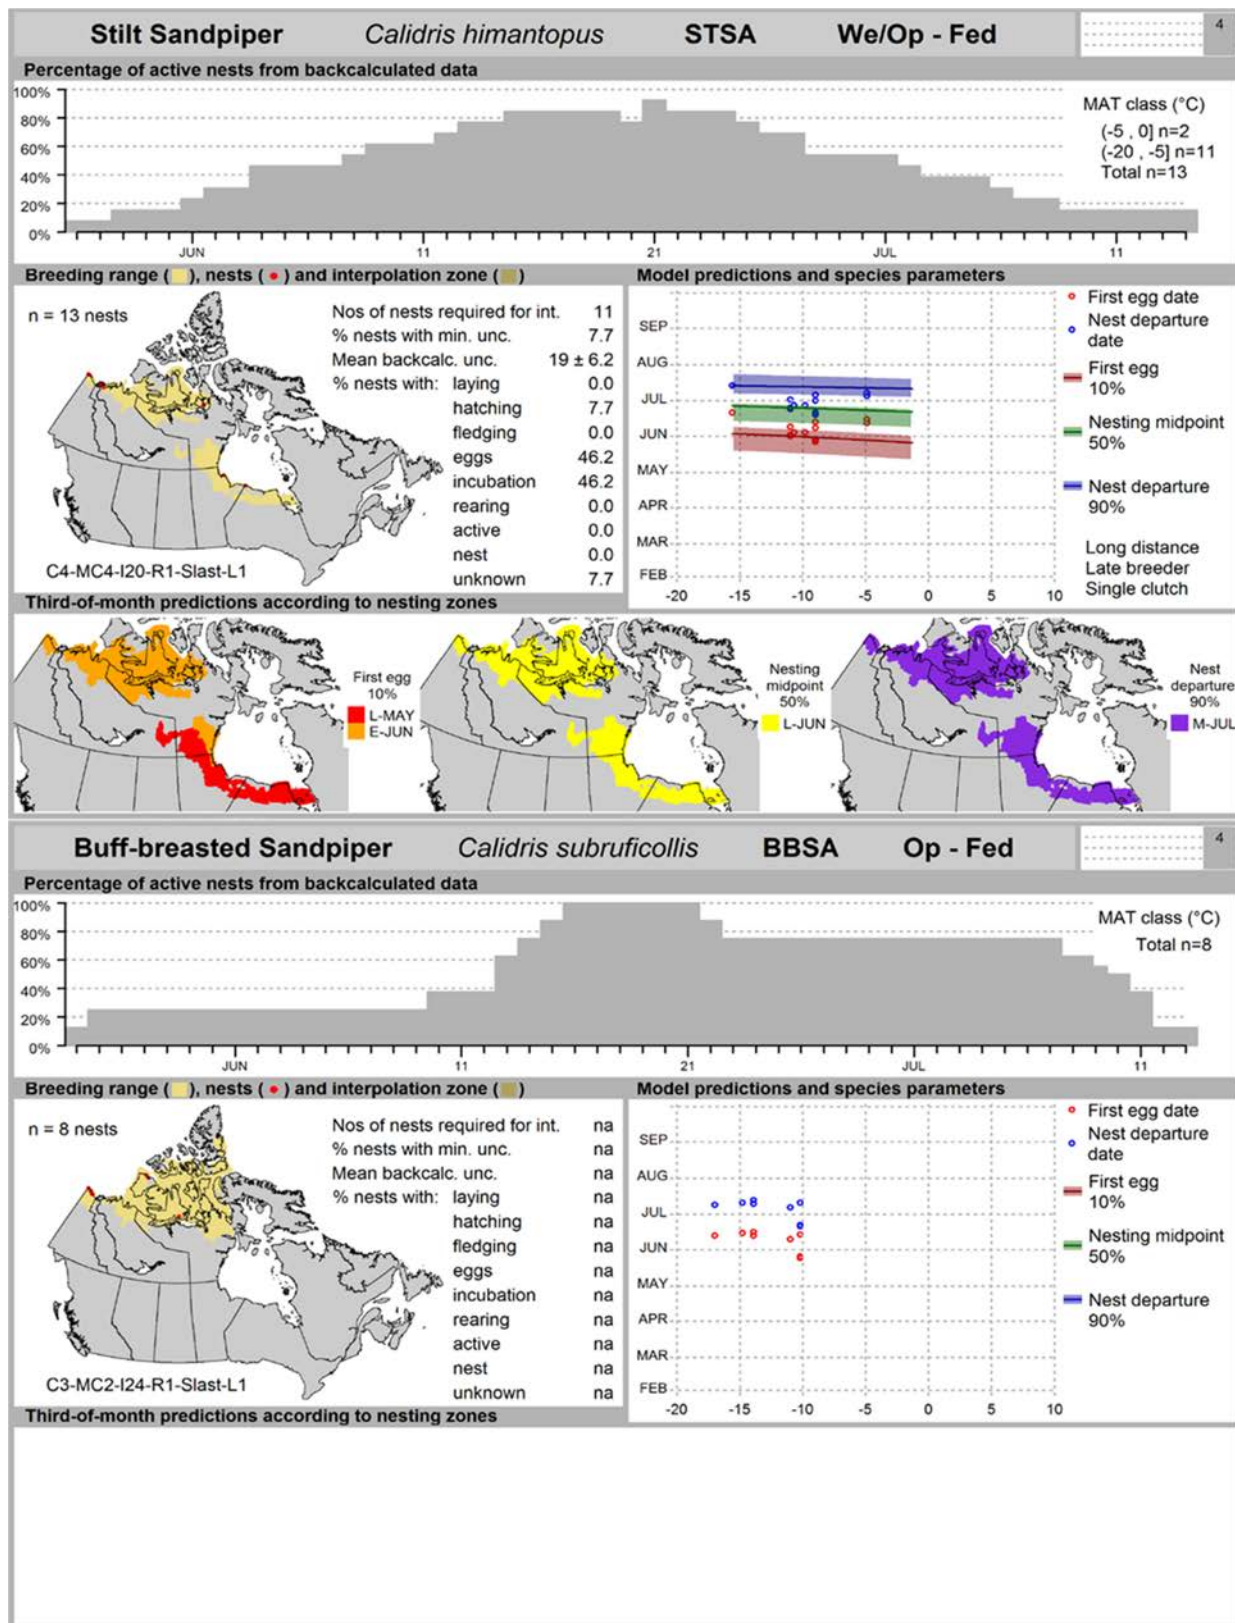 Stilt Sandpiper Calidris himantopus STSA We/Op - Fed 4
Percentage of active nests from backcalculated data
100%
80%
60%
40%
20%
0%
MAT class (°C)
(-5 , 0] n=2
(-20 , -5] n=11
Total n=13
JUN 11 21 JUL 11
Breeding range ( ), nests ( ) and interpolation zone ( )
n = 13 nests
C4-MC4-I20-R1-Slast-L1
Nos of nests required for int. 11
% nests with min. unc. 7.7
Mean backcalc. unc. 19 ± 6.2
% nests with: laying 0.0
hatching 7.7
fledging 0.0
eggs 46.2
incubation 46.2
rearing 0.0
active 0.0
nest 0.0
unknown 7.7
Model predictions and species parameters
SEP
AUG
JUL
JUN
MAY
APR
MAR
FEB
-20 -15 -10 -5 0 5 10
First egg date
Nest departure
date
First egg
10%
Nesting midpoint
50%
Nest departure
90%
Long distance
Late breeder
Single clutch
Third-of-month predictions according to nesting zones
First egg
10%
L-MAY
E-JUN
Nesting
midpoint
50%
L-JUN
Nest
departure
90%
M-JUL
Buff-breasted Sandpiper Calidris subruficollis BBSA Op - Fed 4
Percentage of active nests from backcalculated data
100%
80%
60%
40%
20%
0%
MAT class (°C)
Total n=8
JUN 11 21 JUL 11
Breeding range ( ), nests ( ) and interpolation zone ( )
n = 8 nests
C3-MC2-I24-R1-Slast-L1
Nos of nests required for int. na
% nests with min. unc. na
Mean backcalc. unc. na
% nests with: laying na
hatching na
fledging na
eggs na
incubation na
rearing na
active na
nest na
unknown na
Model predictions and species parameters
SEP
AUG
JUL
JUN
MAY
APR
MAR
FEB
-20 -15 -10 -5 0 5 10
First egg date
Nest departure
date
First egg
10%
Nesting midpoint
50%
Nest departure
90%
Third-of-month predictions according to nesting zones